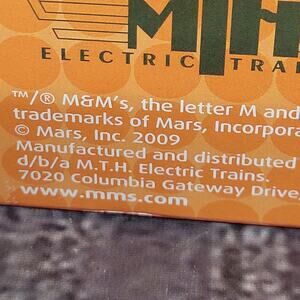 MTH
ELECTRIC TRAI
™/® M&M's, the letter M and
trademarks of Mars, Incorpora
© Mars, Inc. 2009
Manufactured and distributed
d/b/a M.T.H. Electric Trains.
7020 Columbia Gateway Drive,
www.mms.com